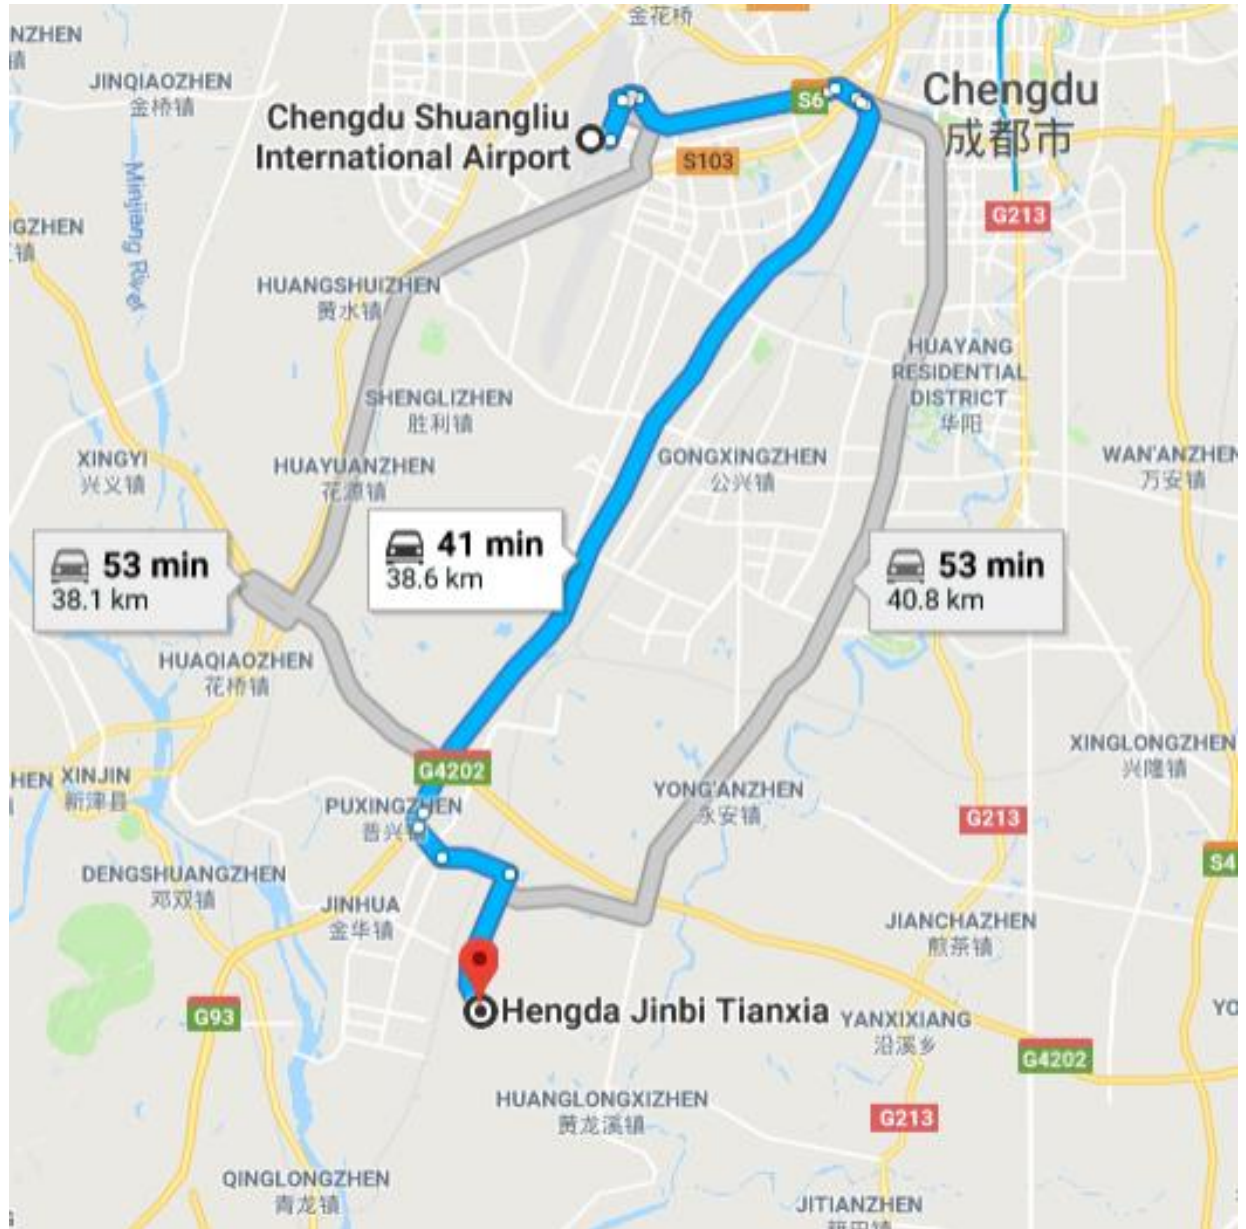 金花桥
NZHEN
镇
JINQIAOZHEN
金桥镇
Chengdu Shuangliu
International Airport
S6
Chengdu
成都市
S103
Minjiang River
G213
GZHEN
镇
HUANGSHUIZHEN
黄水镇
HUAYANG
RESIDENTIAL
DISTRICT
华阳
SHENGLIZHEN
胜利镇
XINGYI
兴义镇
HUAYUANZHEN
花源镇
GONGXINGZHEN
公兴镇
WAN'ANZHEN
万安镇
53 min
38.1 km
41 min
38.6 km
53 min
40.8 km
HUAQIAOZHEN
花桥镇
G4202
XINGLONGZHEN
兴隆镇
HEN
XINJIN
新津县
PUXINGZHEN
普兴镇
YONG'ANZHEN
永安镇
G213
S4
DENGSHUANGZHEN
邓双镇
JINHUA
金华镇
JIANCHAZHEN
煎茶镇
G93
Hengda Jinbi Tianxia
YANXIXIANG
沿溪乡
YO
G4202
HUANGLONGXIZHEN
黄龙溪镇
G213
QINGLONGZHEN
青龙镇
JITIANZHEN